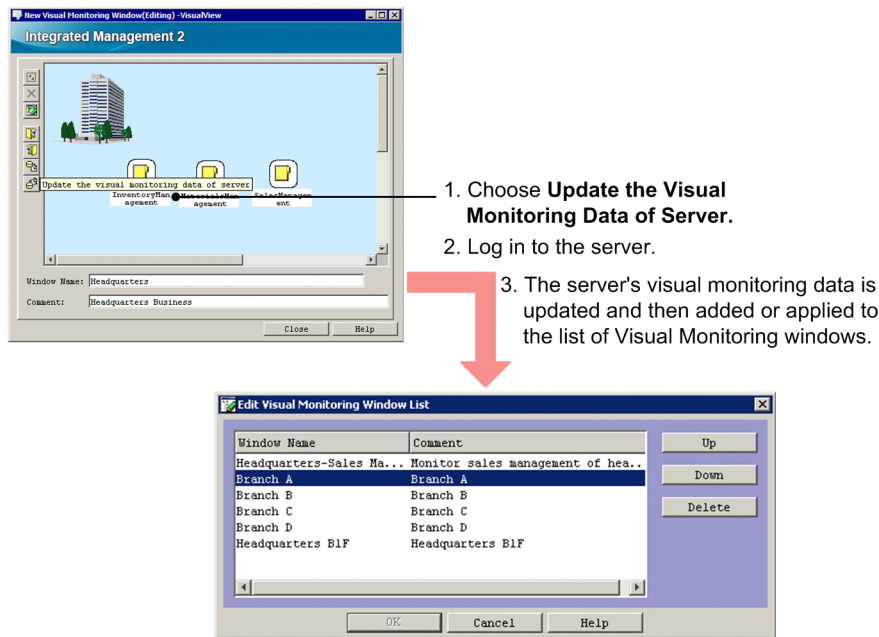 New Visual Monitoring Window(Editing) -VisualView
Integrated Management 2
Update the visual monitoring data of server
InventoryMan
agement
MaterialsMan
agement
SalesManagem
ent
Window Name: Headquarters
Comment: Headquarters Business
Close Help
1. Choose Update the Visual
Monitoring Data of Server.
2. Log in to the server.
3. The server's visual monitoring data is
updated and then added or applied to
the list of Visual Monitoring windows.
Edit Visual Monitoring Window List
Window Name Comment
Headquarters-Sales Ma... Monitor sales management of hea..
Branch A Branch A
Branch B Branch B
Branch C Branch C
Branch D Branch D
Headquarters B1F Headquarters B1F
Up
Down
Delete
OK Cancel Help